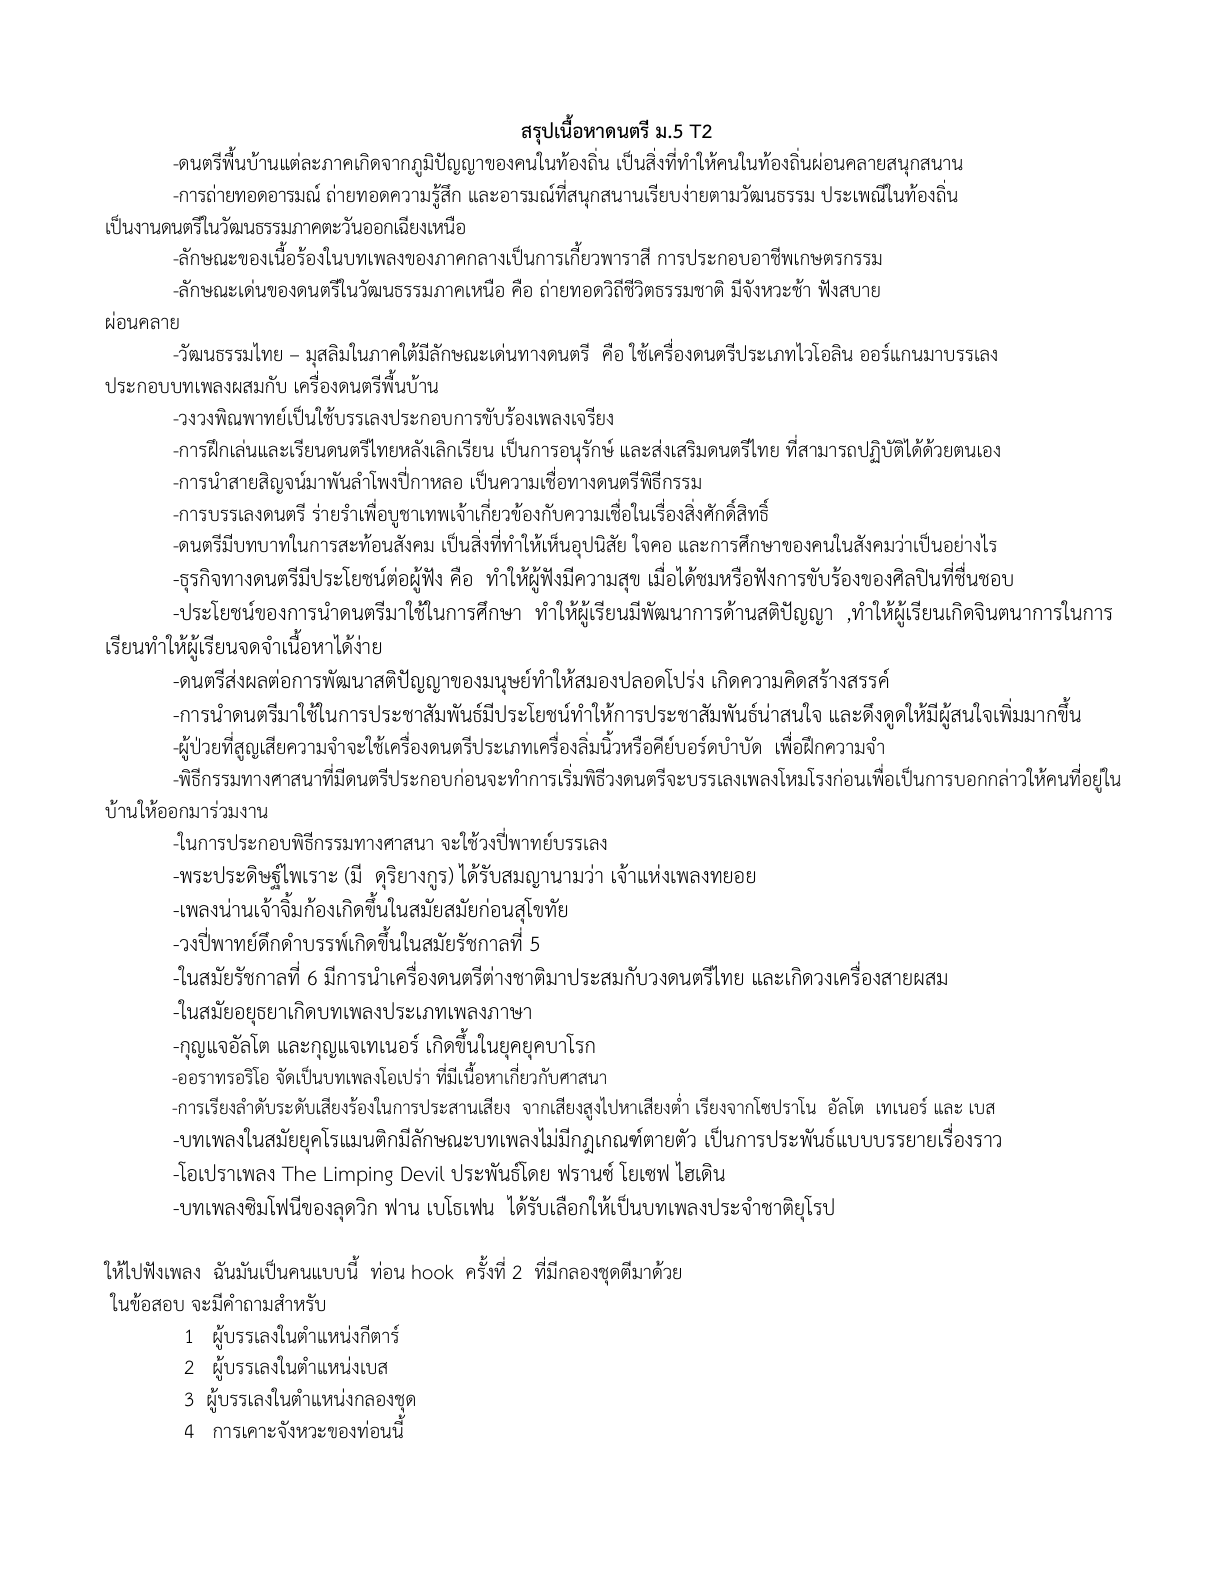 สรุปเนื้อหาดนตรี ม.5 T2
-ดนตรีพื้นบ้านแต่ละภาคเกิดจากภูมิปัญญาของคนในท้องถิ่น เป็นสิ่งที่ทำให้คนในท้องถิ่นผ่อนคลายสนุกสนาน
-การถ่ายทอดอารมณ์ ถ่ายทอดความรู้สึก และอารมณ์ที่สนุกสนานเรียบง่ายตามวัฒนธรรม ประเพณีในท้องถิ่น
เป็นงานดนตรีในวัฒนธรรมภาคตะวันออกเฉียงเหนือ
-ลักษณะของเนื้อร้องในบทเพลงของภาคกลางเป็นการเกี้ยวพาราสี การประกอบอาชีพเกษตรกรรม
-ลักษณะเด่นของดนตรีในวัฒนธรรมภาคเหนือ คือ ถ่ายทอดวิถีชีวิตธรรมชาติ มีจังหวะช้า ฟังสบาย
ผ่อนคลาย
-วัฒนธรรมไทย – มุสลิมในภาคใต้มีลักษณะเด่นทางดนตรี  คือ ใช้เครื่องดนตรีประเภทไวโอลิน ออร์แกนมาบรรเลง
ประกอบบทเพลงผสมกับ เครื่องดนตรีพื้นบ้าน
-วงวงพิณพาทย์เป็นใช้บรรเลงประกอบการขับร้องเพลงเจรียง
-การฝึกเล่นและเรียนดนตรีไทยหลังเลิกเรียน เป็นการอนุรักษ์ และส่งเสริมดนตรีไทย ที่สามารถปฏิบัติได้ด้วยตนเอง
-การนำสายสิญจน์มาพันลำโพงปี่กาหลอ เป็นความเชื่อทางดนตรีพิธีกรรม
-การบรรเลงดนตรี ร่ายรำเพื่อบูชาเทพเจ้าเกี่ยวข้องกับความเชื่อในเรื่องสิ่งศักดิ์สิทธิ์
-ดนตรีมีบทบาทในการสะท้อนสังคม เป็นสิ่งที่ทำให้เห็นอุปนิสัย ใจคอ และการศึกษาของคนในสังคมว่าเป็นอย่างไร
-ธุรกิจทางดนตรีมีประโยชน์ต่อผู้ฟัง คือ  ทำให้ผู้ฟังมีความสุข เมื่อได้ชมหรือฟังการขับร้องของศิลปินที่ชื่นชอบ
-ประโยชน์ของการนำดนตรีมาใช้ในการศึกษา  ทำให้ผู้เรียนมีพัฒนาการด้านสติปัญญา  ,ทำให้ผู้เรียนเกิดจินตนาการในการ
เรียนทำให้ผู้เรียนจดจำเนื้อหาได้ง่าย
-ดนตรีส่งผลต่อการพัฒนาสติปัญญาของมนุษย์ทำให้สมองปลอดโปร่ง เกิดความคิดสร้างสรรค์
-การนำดนตรีมาใช้ในการประชาสัมพันธ์มีประโยชน์ทำให้การประชาสัมพันธ์น่าสนใจ และดึงดูดให้มีผู้สนใจเพิ่มมากขึ้น
-ผู้ป่วยที่สูญเสียความจำจะใช้เครื่องดนตรีประเภทเครื่องลิ่มนิ้วหรือคีย์บอร์ดบำบัด  เพื่อฝึกความจำ
-พิธีกรรมทางศาสนาที่มีดนตรีประกอบก่อนจะทำการเริ่มพิธีวงดนตรีจะบรรเลงเพลงโหมโรงก่อนเพื่อเป็นการบอกกล่าวให้คนที่อยู่ใน
บ้านให้ออกมาร่วมงาน
-ในการประกอบพิธีกรรมทางศาสนา จะใช้วงปี่พาทย์บรรเลง
-พระประดิษฐ์ไพเราะ (มี  ดุริยางกูร) ได้รับสมญานามว่า เจ้าแห่งเพลงทยอย
-เพลงน่านเจ้าจิ้มก้องเกิดขึ้นในสมัยสมัยก่อนสุโขทัย
-วงปี่พาทย์ดึกดำบรรพ์เกิดขึ้นในสมัยรัชกาลที่ 5
-ในสมัยรัชกาลที่ 6 มีการนำเครื่องดนตรีต่างชาติมาประสมกับวงดนตรีไทย และเกิดวงเครื่องสายผสม
-ในสมัยอยุธยาเกิดบทเพลงประเภทเพลงภาษา
-กุญแจอัลโต และกุญแจเทเนอร์ เกิดขึ้นในยุคยุคบาโรก
-ออราทรอริโอ จัดเป็นบทเพลงโอเปร่า ที่มีเนื้อหาเกี่ยวกับศาสนา
-การเรียงลำดับระดับเสียงร้องในการประสานเสียง  จากเสียงสูงไปหาเสียงต่ำ เรียงจากโซปราโน  อัลโต  เทเนอร์ และ เบส
-บทเพลงในสมัยยุคโรแมนติกมีลักษณะบทเพลงไม่มีกฎเกณฑ์ตายตัว เป็นการประพันธ์แบบบรรยายเรื่องราว
-โอเปราเพลง The Limping Devil ประพันธ์โดย ฟรานซ์ โยเซฟ ไฮเดิน
-บทเพลงซิมโฟนีของลุดวิก ฟาน เบโธเฟน  ได้รับเลือกให้เป็นบทเพลงประจำชาติยุโรป
ให้ไปฟังเพลง  ฉันมันเป็นคนแบบนี้  ท่อน hook  ครั้งที่ 2  ที่มีกลองชุดตีมาด้วย
ในข้อสอบ จะมีคำถามสำหรับ
1   ผู้บรรเลงในตำแหน่งกีตาร์
2   ผู้บรรเลงในตำแหน่งเบส
3  ผู้บรรเลงในตำแหน่งกลองชุด
4   การเคาะจังหวะของท่อนนี้